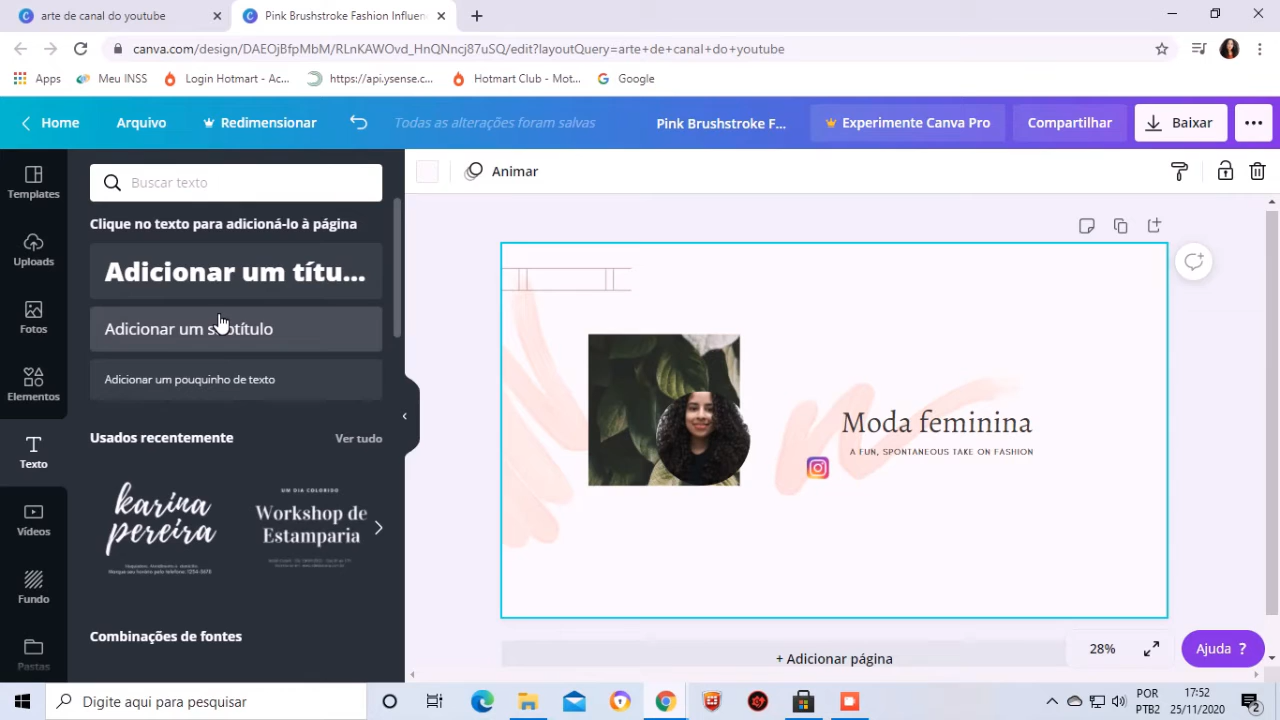 arte de canal do youtube
Pink Brushstroke Fashion Influen
canva.com/design/DAEOjBfpMbM/RLnKAWOvd_HnQNncj87uSQ/edit?layoutQuery=arte+de+canal+do+youtube
Apps
Meu INSS
Login Hotmart - Ac...
https://api.ysense.c...
Hotmart Club - Mot...
Google
Home
Arquivo
Redimensionar
Todas as alterações foram salvas
Pink Brushstroke F...
Experimente Canva Pro
Compartilhar
Baixar
Templates
Uploads
Fotos
Elementos
Texto
Vídeos
Fundo
Pastas
Buscar texto
Clique no texto para adicioná-lo à página
Adicionar um títu...
Adicionar um subtítulo
Adicionar um pouquinho de texto
Usados recentemente
Ver tudo
karina
pereira
UM DIA COLORIDO
Workshop de
Estamparia
Combinações de fontes
Animar
Moda feminina
A FUN, SPONTANEOUS TAKE ON FASHION
+ Adicionar página
28%
Ajuda ?
Digite aqui para pesquisar
POR
PTB2
17:52
25/11/2020
2